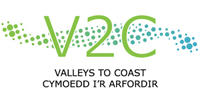 V2C
VALLEYS TO COAST
CYMOEDD I'R ARFORDIR